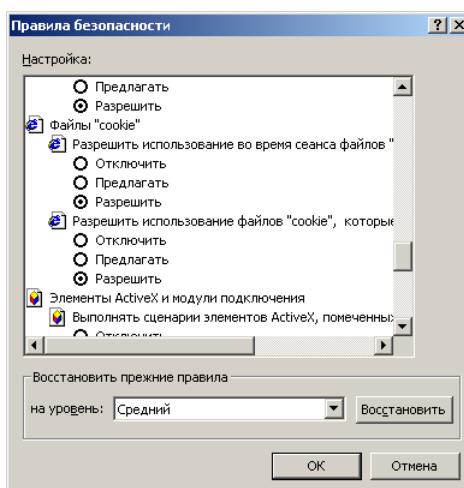 Правила безопасности
Настройка:
Предлагать
Разрешить
Файлы "cookie"
Разрешить использование во время сеанса файлов "
Отключить
Предлагать
Разрешить
Разрешить использование файлов "cookie", которые
Отключить
Предлагать
Разрешить
Элементы ActiveX и модули подключения
Выполнять сценарии элементов ActiveX, помеченных
Отключить
Восстановить прежние правила
на уровень: Средний Восстановить
ОК Отмена